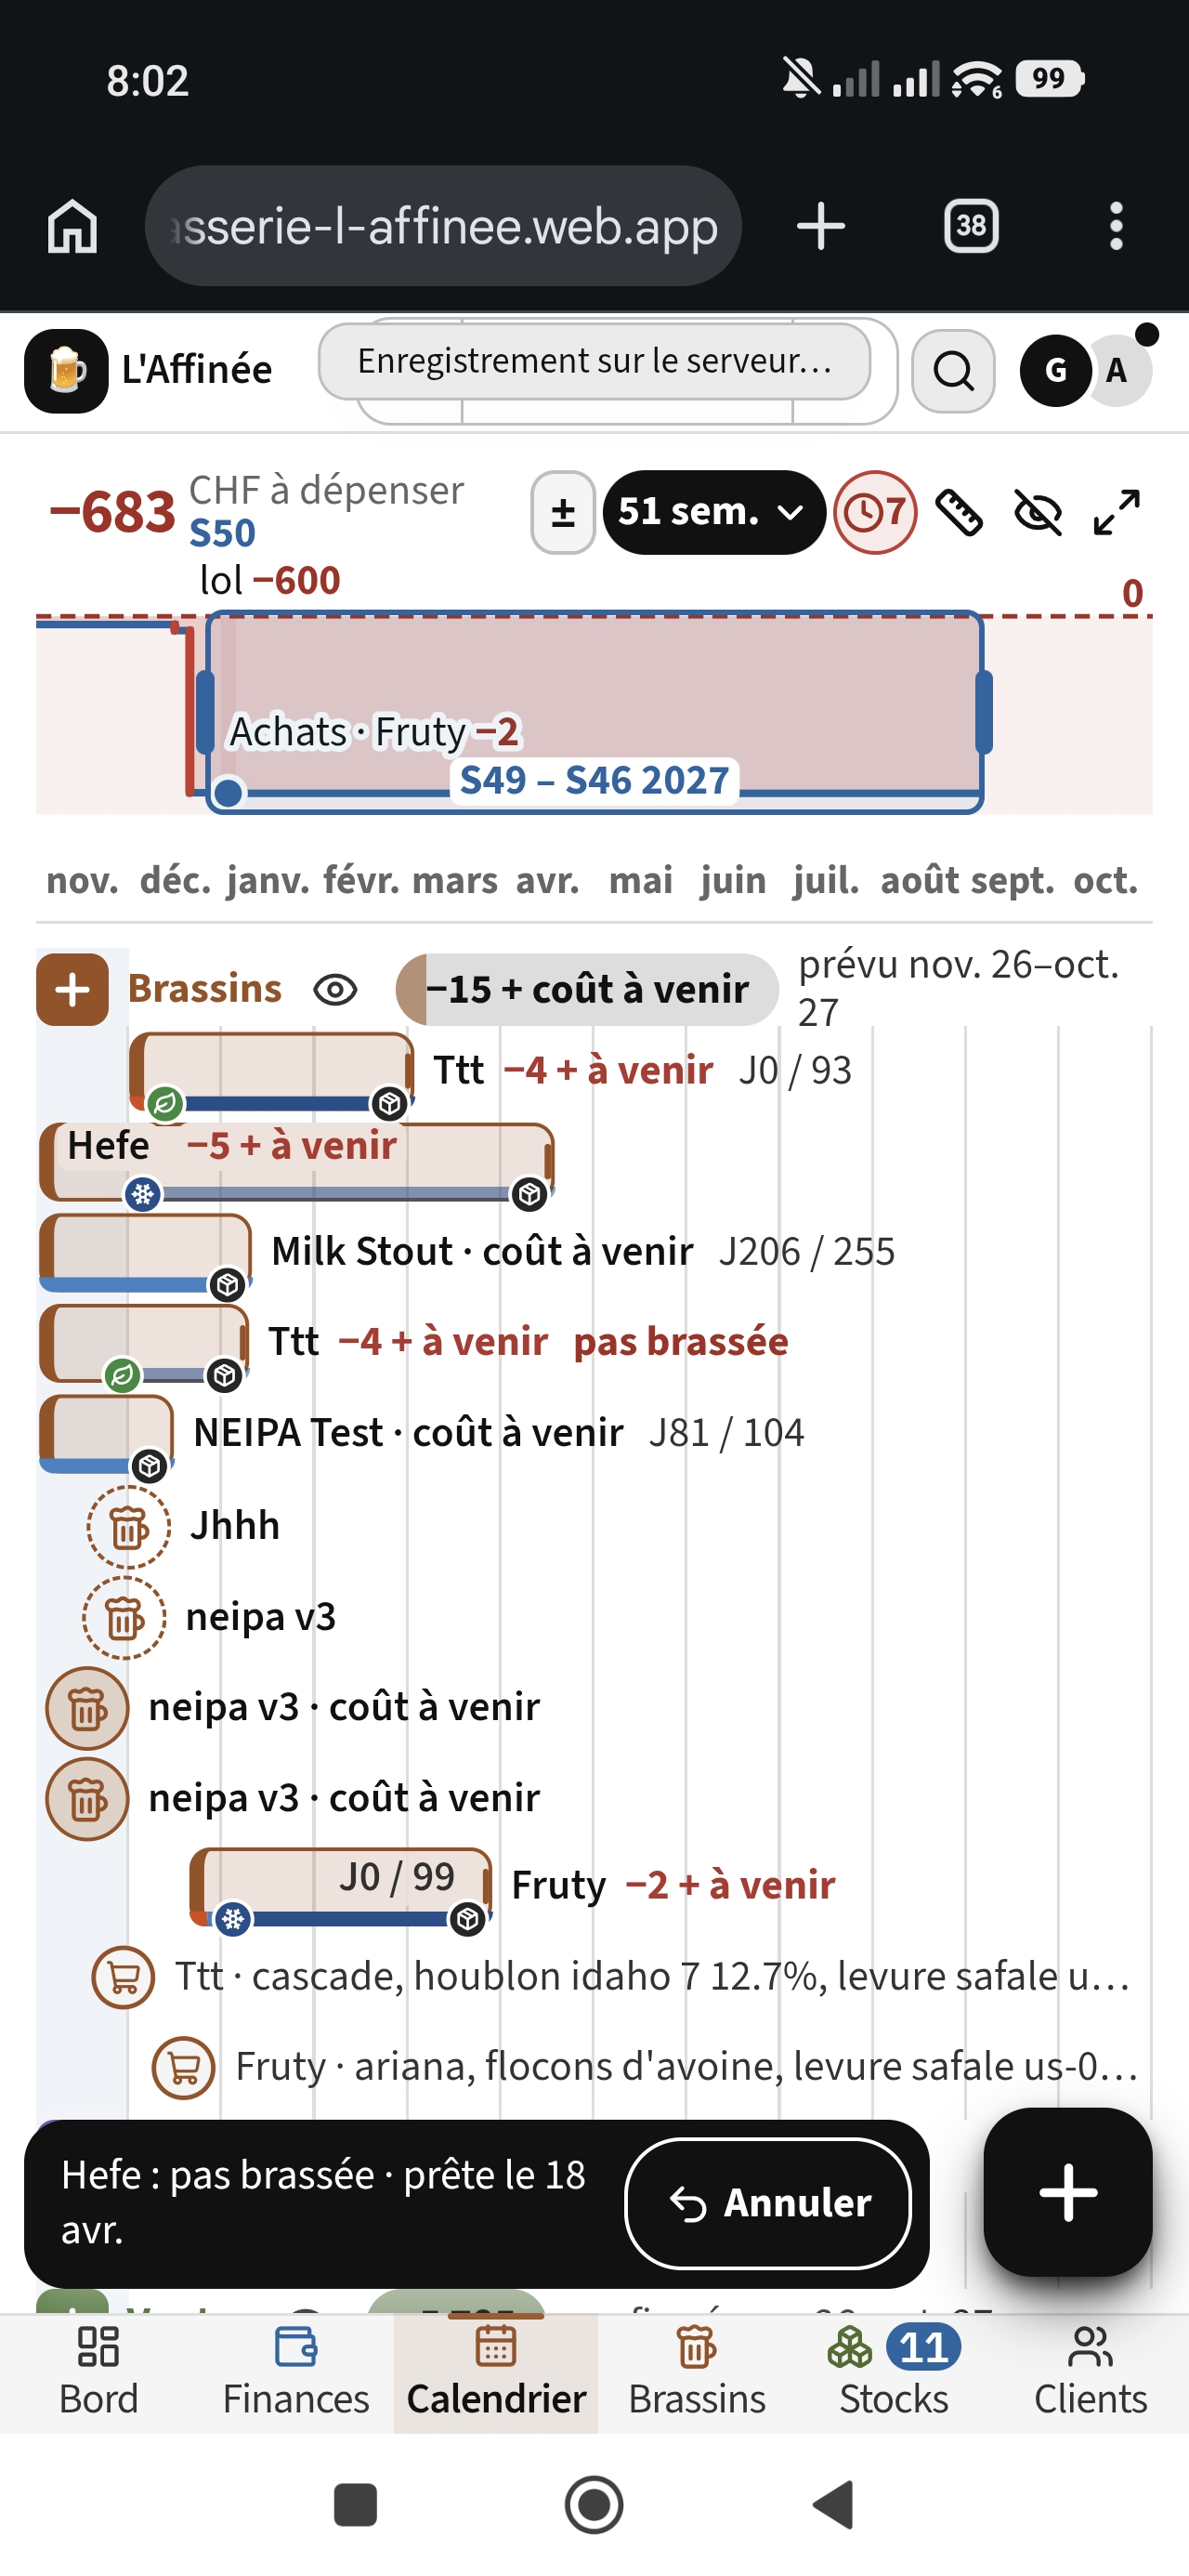 8:02
6
99
asserie-l-affinee.web.app
38
L'Affinée
Enregistrement sur le serveur…
G
A
−683 CHF à dépenser
S50
±
51 sem.
7
lol −600
0
Achats · Fruty −2
S49 – S46 2027
nov. déc. janv. févr. mars avr. mai juin juil. août sept. oct.
Brassins
−15 + coût à venir
prévu nov. 26–oct.
27
Ttt −4 + à venir J0 / 93
Hefe −5 + à venir
Milk Stout · coût à venir J206 / 255
Ttt −4 + à venir pas brassée
NEIPA Test · coût à venir J81 / 104
Jhhh
neipa v3
neipa v3 · coût à venir
neipa v3 · coût à venir
J0 / 99 Fruty −2 + à venir
Ttt · cascade, houblon idaho 7 12.7%, levure safale u…
Fruty · ariana, flocons d'avoine, levure safale us-0…
Hefe : pas brassée · prête le 18
avr.
Annuler
11
Bord Finances Calendrier Brassins Stocks Clients